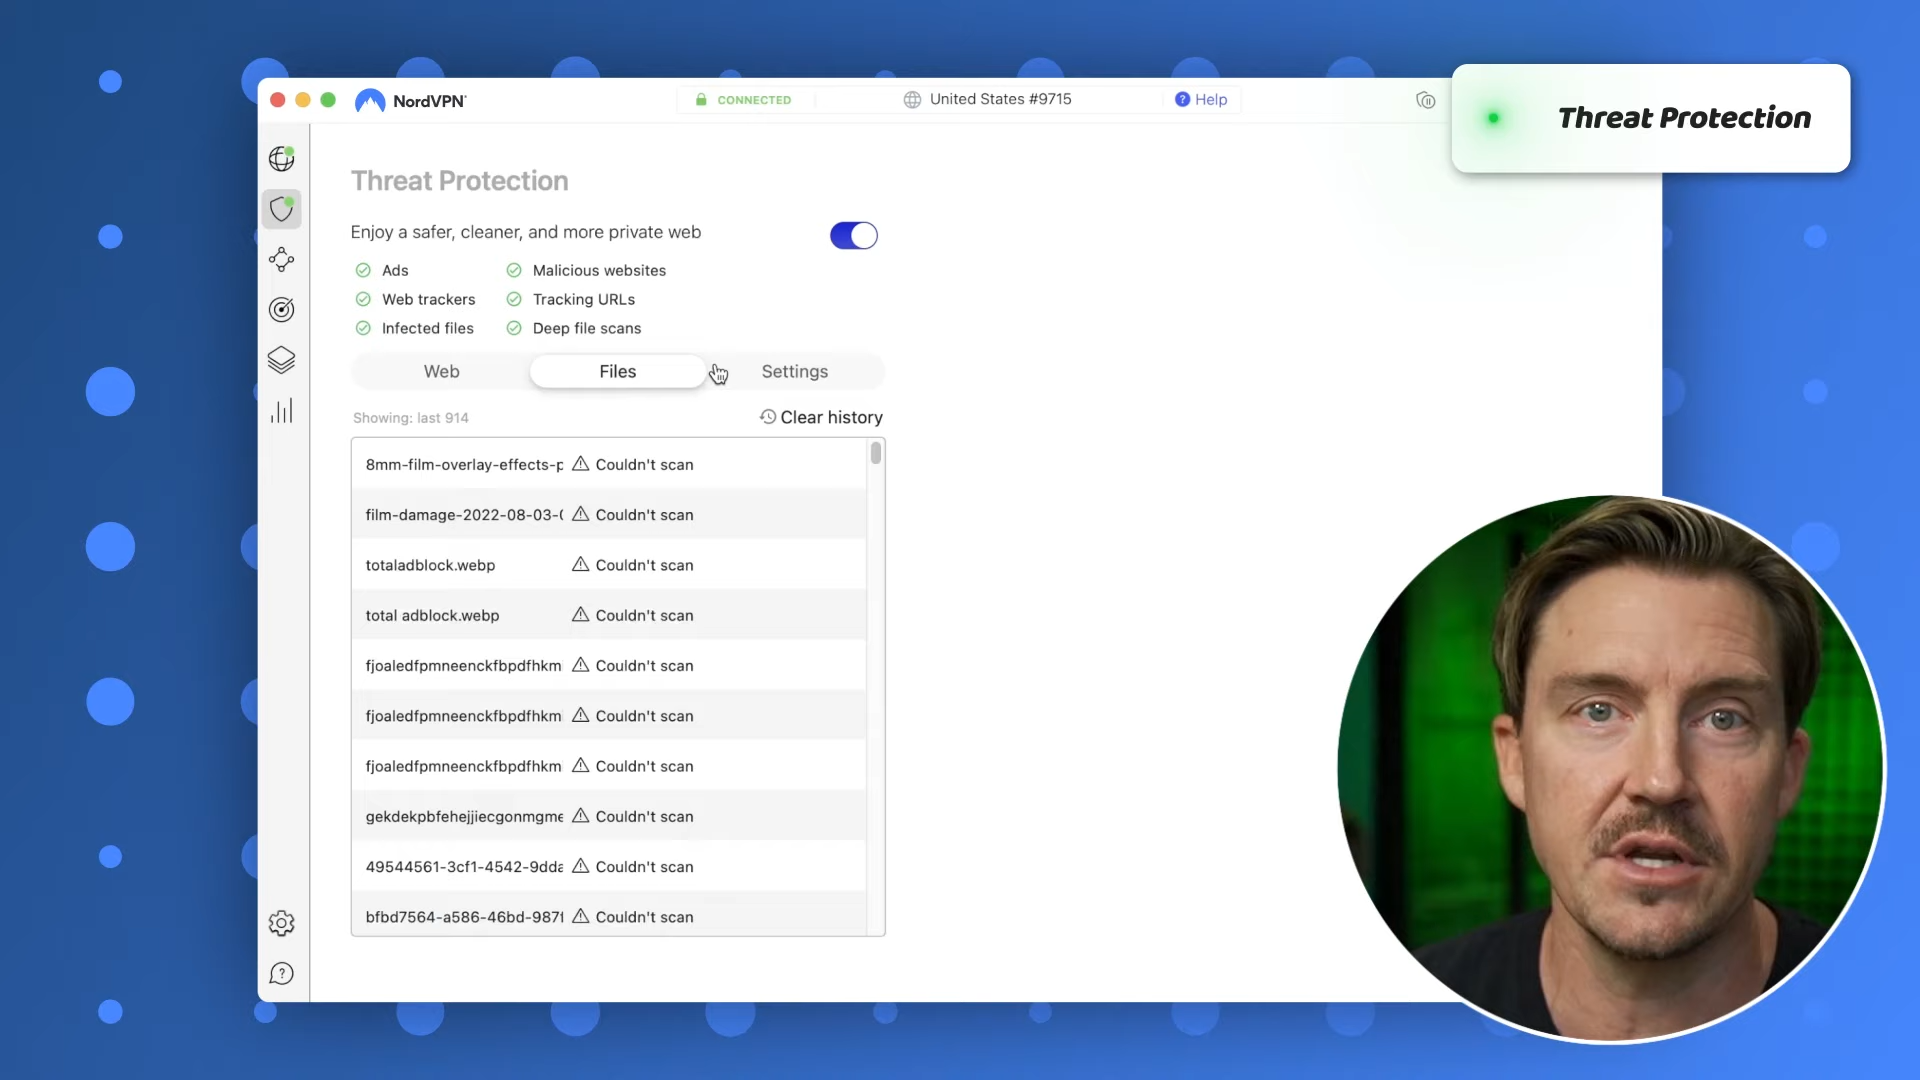 NordVPN®
CONNECTED
United States #9715
Help
Threat Protection
Threat Protection
Enjoy a safer, cleaner, and more private web
Ads
Malicious websites
Web trackers
Tracking URLs
Infected files
Deep file scans
Web
Files
Settings
Showing: last 914
Clear history
8mm-film-overlay-effects-p
Couldn't scan
film-damage-2022-08-03-0
Couldn't scan
totaladblock.webp
Couldn't scan
total adblock.webp
Couldn't scan
fjoaledfpmneenckfbpdfhkm
Couldn't scan
fjoaledfpmneenckfbpdfhkm
Couldn't scan
fjoaledfpmneenckfbpdfhkm
Couldn't scan
gekdekpbfehejjiecgonmgme
Couldn't scan
49544561-3cf1-4542-9dda
Couldn't scan
bfbd7564-a586-46bd-987f
Couldn't scan